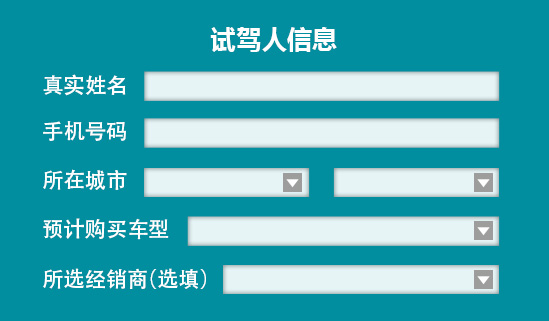 试驾人信息
真实姓名
手机号码
所在城市
预计购买车型
所选经销商(选填)